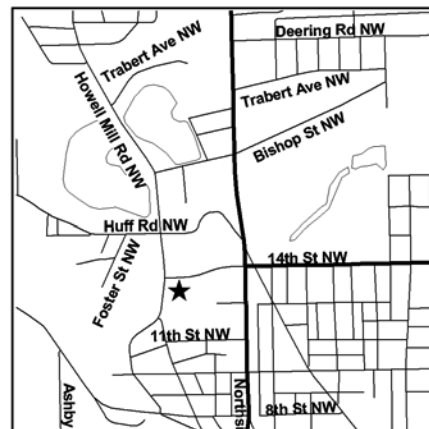 Deering Rd NW
Trabert Ave NW
Howell Mill Rd NW
Trabert Ave NW
Bishop St NW
Huff Rd NW
Foster St NW
14th St NW
11th St NW
Ashby
Norths
8th St NW